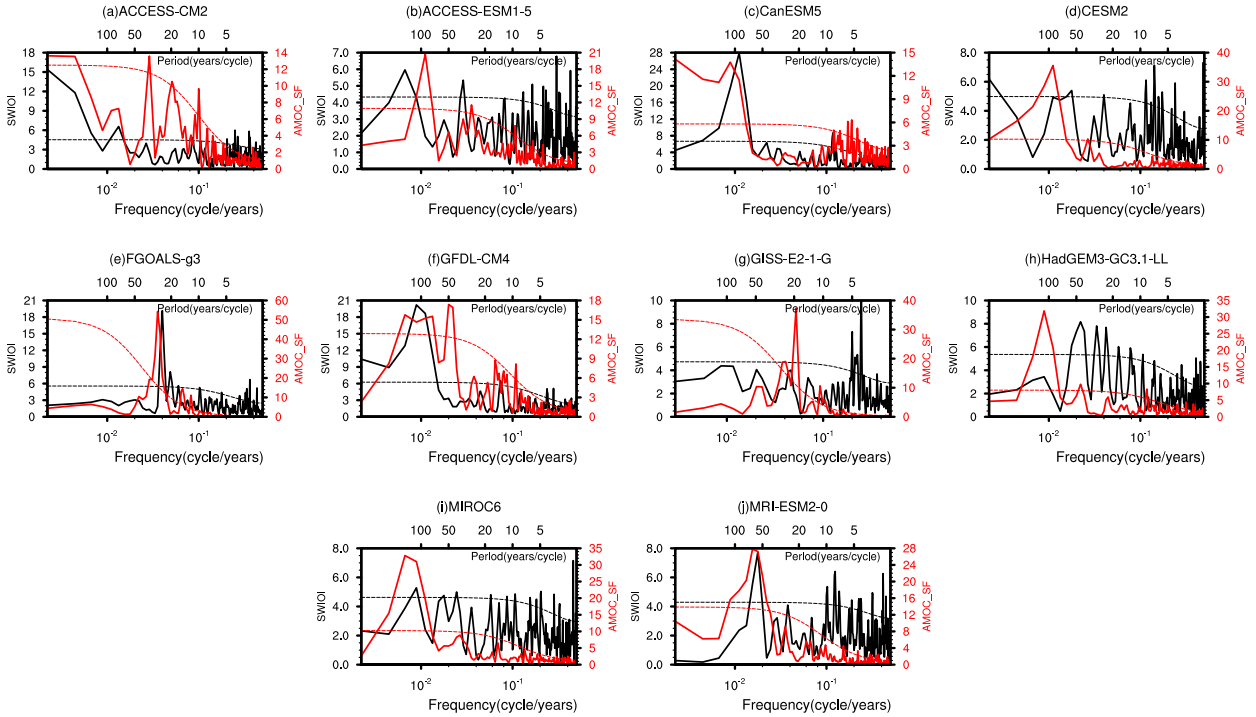 (a)ACCESS-CM2
100 50 20 10 5
Period(years/cycle)
SWIOI
18
15
12
9
6
3
0
14
12
10
8
6
4
2
0
AMOC_SF
10-2 10-1
Frequency(cycle/years)
(b)ACCESS-ESM1-5
100 50 20 10 5
Period(years/cycle)
SWIOI
7.0
6.0
5.0
4.0
3.0
2.0
1.0
0.0
21
18
15
12
9
6
3
0
AMOC_SF
10-2 10-1
Frequency(cycle/years)
(c)CanESM5
100 50 20 10 5
Period(years/cycle)
SWIOI
28
24
20
16
12
8
4
0
15
12
9
6
3
0
AMOC_SF
10-2 10-1
Frequency(cycle/years)
(d)CESM2
100 50 20 10 5
Period(years/cycle)
SWIOI
8.0
6.0
4.0
2.0
0.0
40
30
20
10
0
AMOC_SF
10-2 10-1
Frequency(cycle/years)
(e)FGOALS-g3
100 50 20 10 5
Period(years/cycle)
SWIOI
21
18
15
12
9
6
3
0
60
50
40
30
20
10
0
AMOC_SF
10-2 10-1
Frequency(cycle/years)
(f)GFDL-CM4
100 50 20 10 5
Period(years/cycle)
SWIOI
21
18
15
12
9
6
3
0
18
15
12
9
6
3
0
AMOC_SF
10-2 10-1
Frequency(cycle/years)
(g)GISS-E2-1-G
100 50 20 10 5
Period(years/cycle)
SWIOI
10
8
6
4
2
0
40
30
20
10
0
AMOC_SF
10-2 10-1
Frequency(cycle/years)
(h)HadGEM3-GC3.1-LL
100 50 20 10 5
Period(years/cycle)
SWIOI
10
8
6
4
2
0
35
30
25
20
15
10
5
0
AMOC_SF
10-2 10-1
Frequency(cycle/years)
(i)MIROC6
100 50 20 10 5
Period(years/cycle)
SWIOI
8.0
6.0
4.0
2.0
0.0
35
30
25
20
15
10
5
0
AMOC_SF
10-2 10-1
Frequency(cycle/years)
(j)MRI-ESM2-0
100 50 20 10 5
Period(years/cycle)
SWIOI
8.0
6.0
4.0
2.0
0.0
28
24
20
16
12
8
4
0
AMOC_SF
10-2 10-1
Frequency(cycle/years)